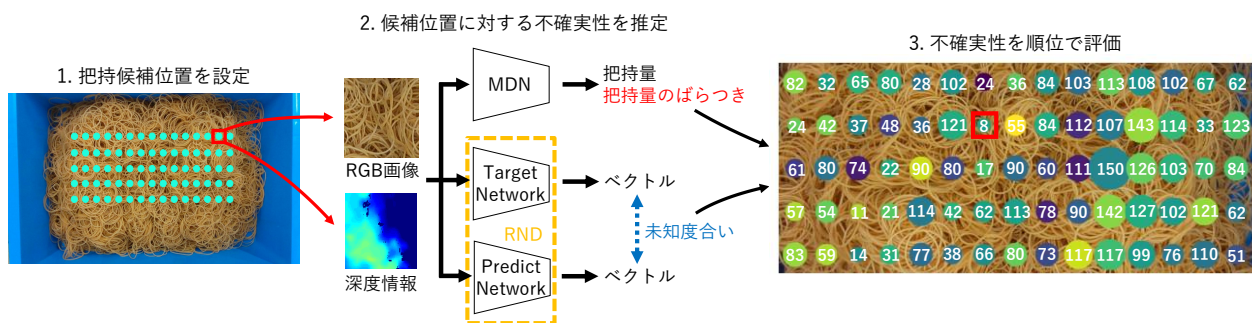 1. 把持候補位置を設定
2. 候補位置に対する不確実性を推定
RGB画像
深度情報
MDN
把持量
把持量のばらつき
Target
Network
ベクトル
RND
未知度合い
Predict
Network
ベクトル
3. 不確実性を順位で評価
82 32 65 80 28 102 24 36 84 103 113 108 102 67 62
24 42 37 48 36 121 8 55 84 112 107 143 114 33 123
61 80 74 22 90 80 17 90 60 111 150 126 103 70 84
57 54 11 21 114 42 62 113 78 90 142 127 102 121 62
83 59 14 31 77 38 66 80 73 117 117 99 76 110 51